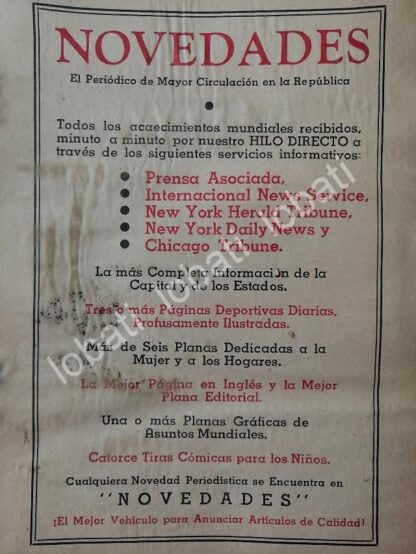 NOVEDADES
El Periódico de Mayor Circulación en la República
Todos los acaecimientos mundiales recibidos,
minuto a minuto por nuestro HILO DIRECTO a
través de los siguientes servicios informativos:
● Prensa Asociada,
● Internacional News Service,
● New York Herald Tribune,
● New York Daily News y
● Chicago Tribune.
La más Completa Información de la
Capital y de los Estados.
Tres o más Páginas Deportivas Diarias,
Profusamente Ilustradas.
Más de Seis Planas Dedicadas a la
Mujer y a los Hogares.
La Mejor Página en Inglés y la Mejor
Plana Editorial.
Una o más Planas Gráficas de
Asuntos Mundiales.
Catorce Tiras Cómicas para los Niños.
Cualquiera Novedad Periodística se Encuentra en
"NOVEDADES"
¡El Mejor Vehículo para Anunciar Artículos de Calidad!
lobati lobati lobati